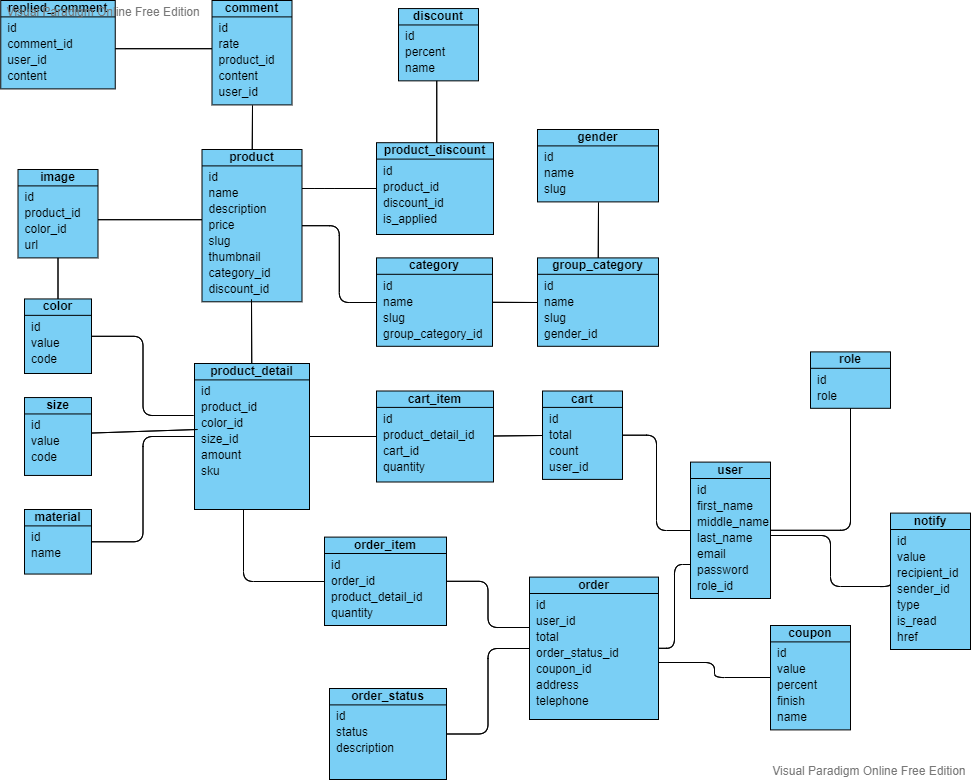 Visual Paradigm Online Free Edition
replied_comment
id
comment_id
user_id
content
comment
id
rate
product_id
content
user_id
discount
id
percent
name
product
id
name
description
price
slug
thumbnail
category_id
discount_id
product_discount
id
product_id
discount_id
is_applied
gender
id
name
slug
image
id
product_id
color_id
url
category
id
name
slug
group_category_id
group_category
id
name
slug
gender_id
color
id
value
code
size
id
value
code
material
id
name
product_detail
id
product_id
color_id
size_id
amount
sku
cart_item
id
product_detail_id
cart_id
quantity
cart
id
total
count
user_id
role
id
role
user
id
first_name
middle_name
last_name
email
password
role_id
notify
id
value
recipient_id
sender_id
type
is_read
href
order_item
id
order_id
product_detail_id
quantity
order
id
user_id
total
order_status_id
coupon_id
address
telephone
coupon
id
value
percent
finish
name
order_status
id
status
description
Visual Paradigm Online Free Edition